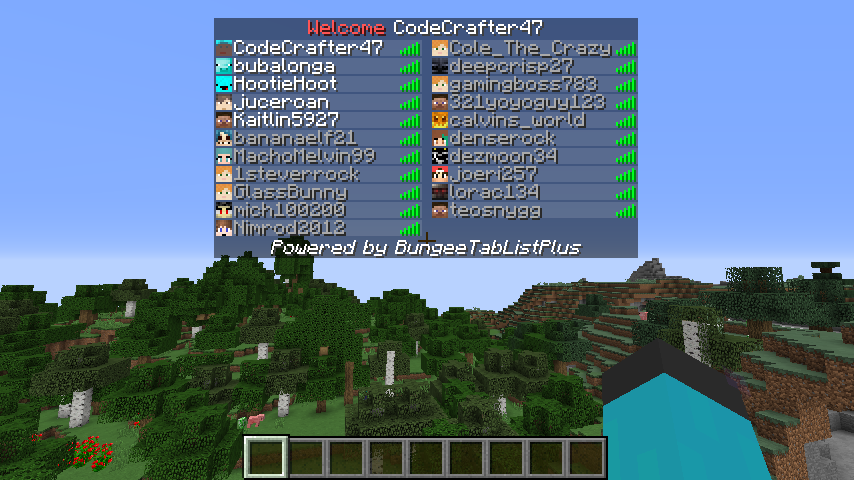 Welcome CodeCrafter47
CodeCrafter47
bubalonga
HootieHoot
juceroan
Kaitlin5927
bananaelf21
MachoMelvin99
1steverrock
GlassBunny
mich100200
Nimrod2012
Cole_The_Crazy
deepcrisp27
gamingboss783
321yoyoguy123
calvins_world
denserock
dezmoon34
joeri257
lorac134
teosnygg
Powered by BungeeTabListPlus